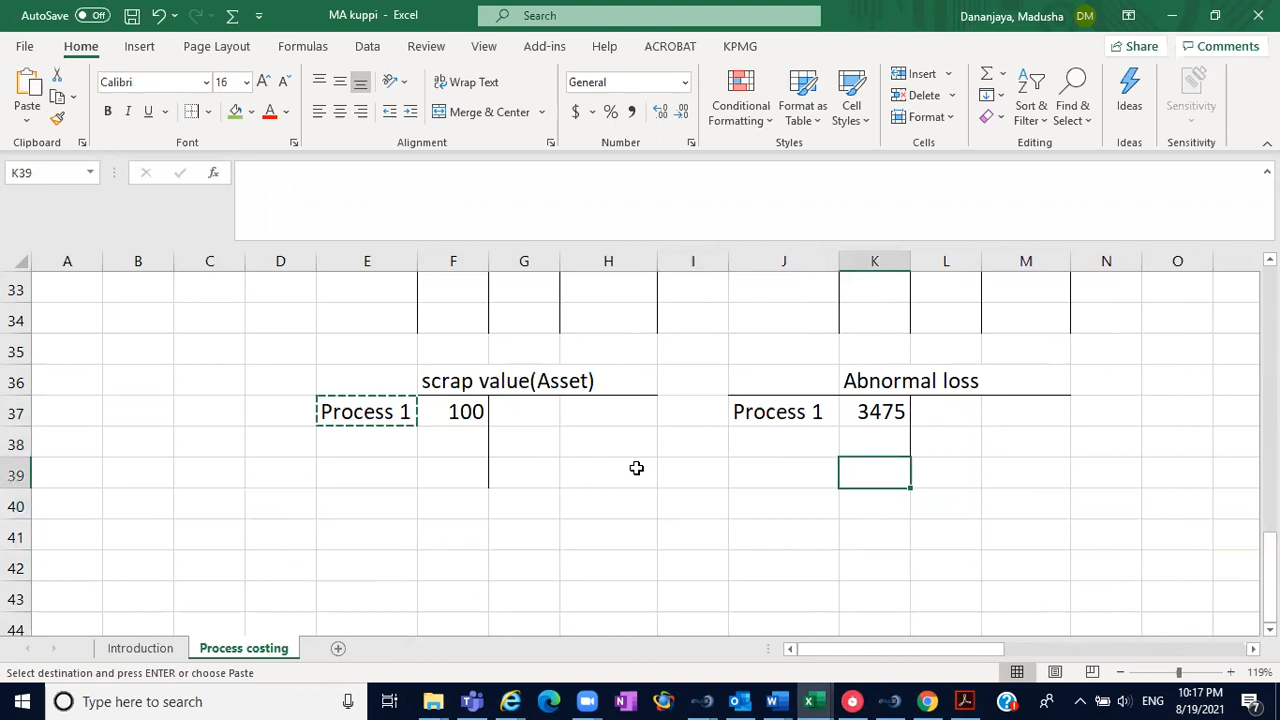 AutoSave Off MA kuppi - Excel Search Dananjaya, Madusha DM
File Home Insert Page Layout Formulas Data Review View Add-ins Help ACROBAT KPMG Share Comments
Paste Calibri 16 Wrap Text General Conditional Formatting Format as Table Cell Styles Insert Sort & Filter Find & Select Ideas Sensitivity
B I U Merge & Center $ % Delete
Format
Clipboard Font Alignment Number Styles Cells Editing Ideas Sensitivity
K39 fx
A B C D E F G H I J K L M N O
33
34
35
36 scrap value(Asset) Abnormal loss
37 Process 1 100 Process 1 3475
38
39
40
41
42
43
44
Introduction Process costing
Select destination and press ENTER or choose Paste 119%
Type here to search ENG 10:17 PM 8/19/2021 7